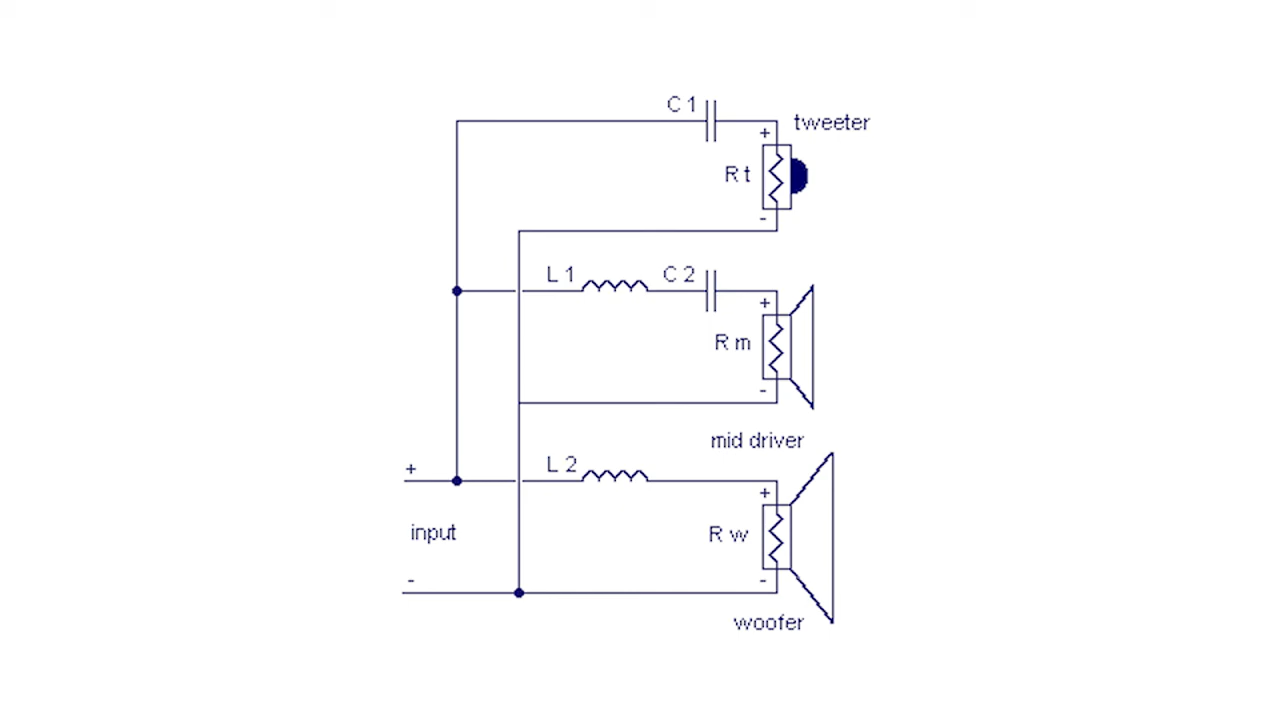 C 1
tweeter
+
R t
-
L 1
C 2
+
R m
-
mid driver
+
L 2
+
input
R w
-
-
woofer